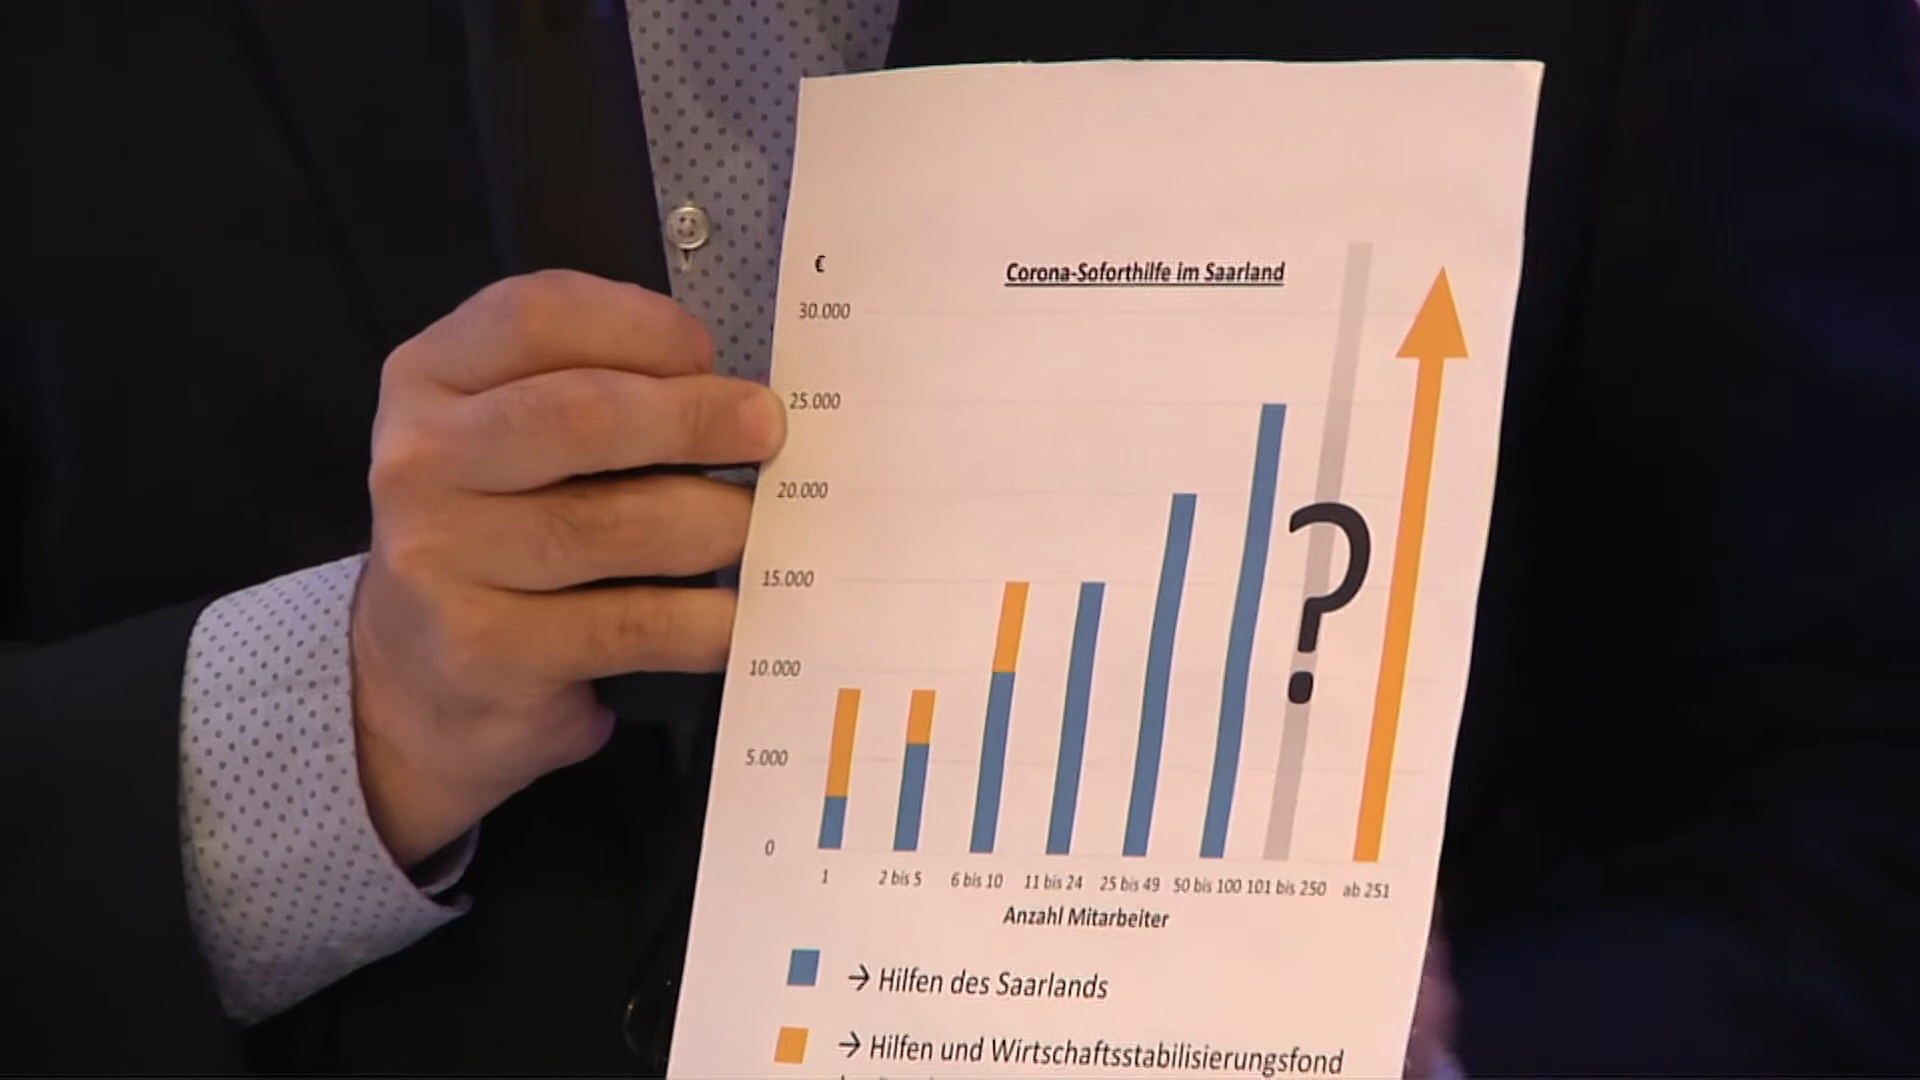 €
Corona-Soforthilfe im Saarland
30.000
25.000
20.000
15.000
10.000
5.000
0
?
1 2 bis 5 6 bis 10 11 bis 24 25 bis 49 50 bis 100 101 bis 250 ab 251
Anzahl Mitarbeiter
→ Hilfen des Saarlands
→ Hilfen und Wirtschaftsstabilisierungsfond